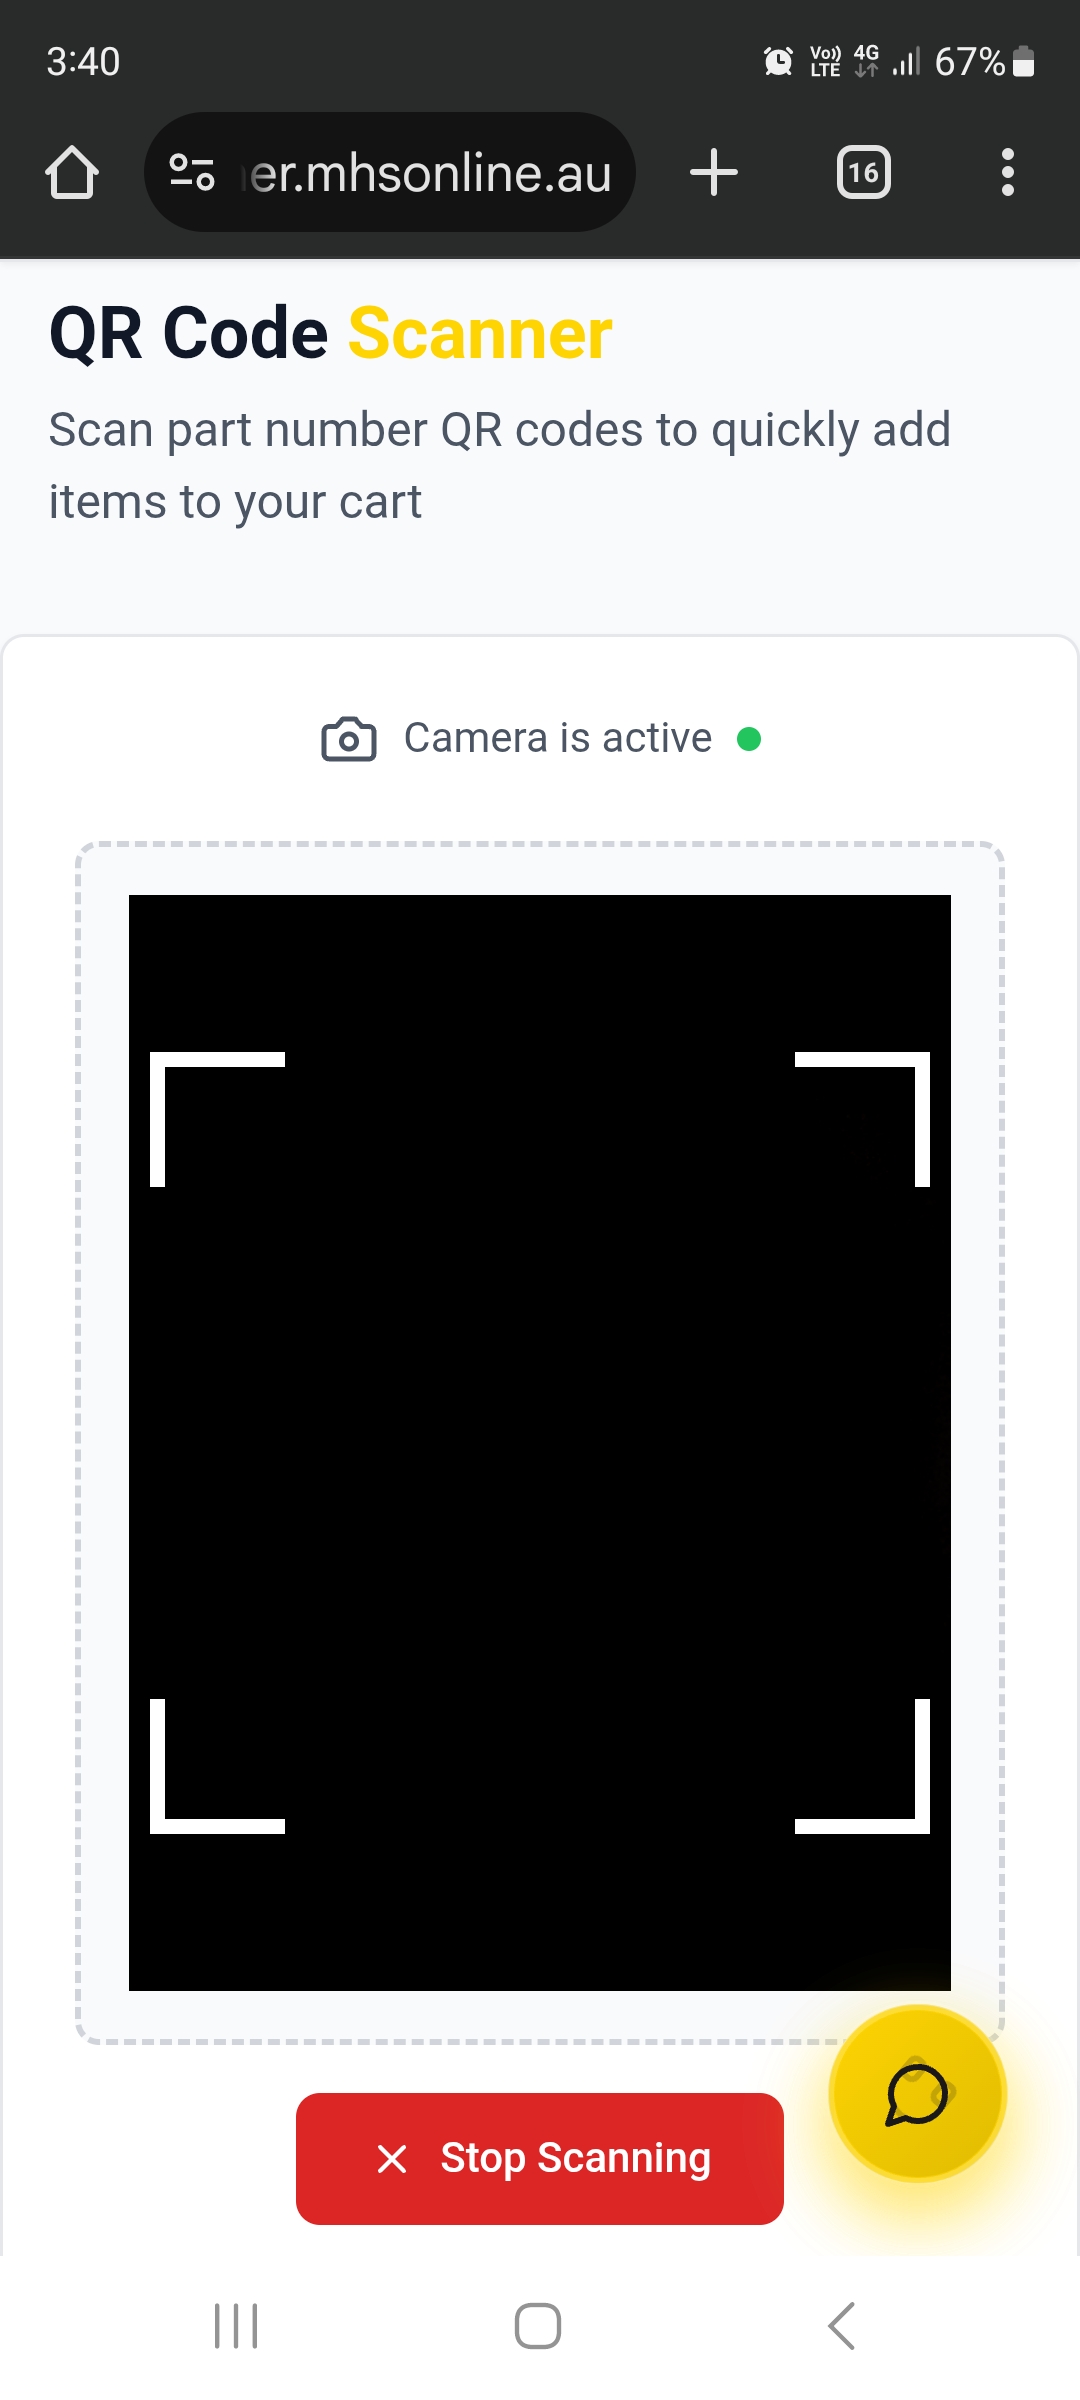 3:40
Vo)) LTE 4G 67%
er.mhsonline.au
16
QR Code Scanner
Scan part number QR codes to quickly add
items to your cart
Camera is active
Stop Scanning